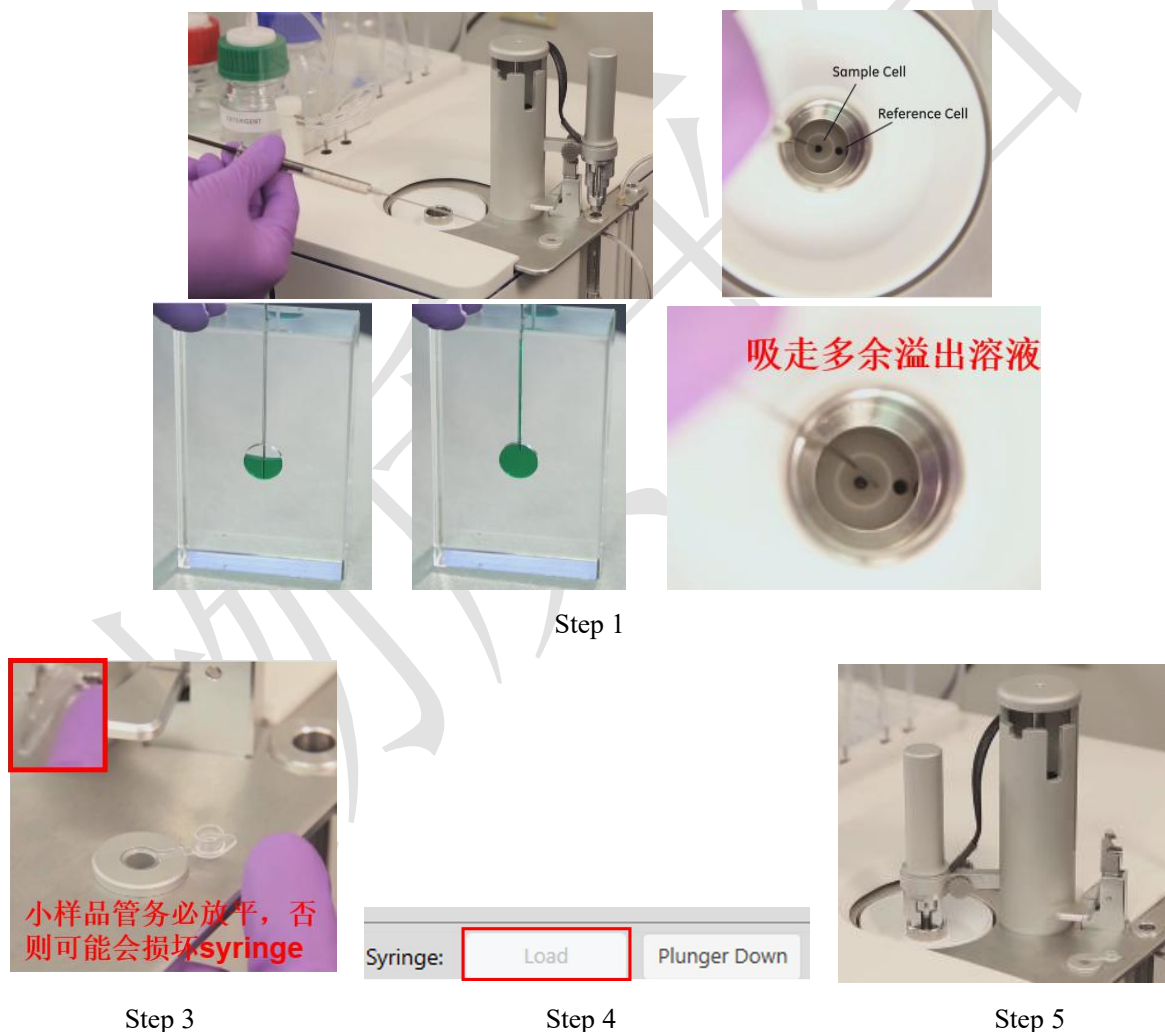 Sample Cell
Reference Cell
DETERGENT
吸走多余溢出溶液
Step 1
小样品管务必放平，否
则可能会损坏syringe
Syringe:
Load
Plunger Down
Step 3
Step 4
Step 5